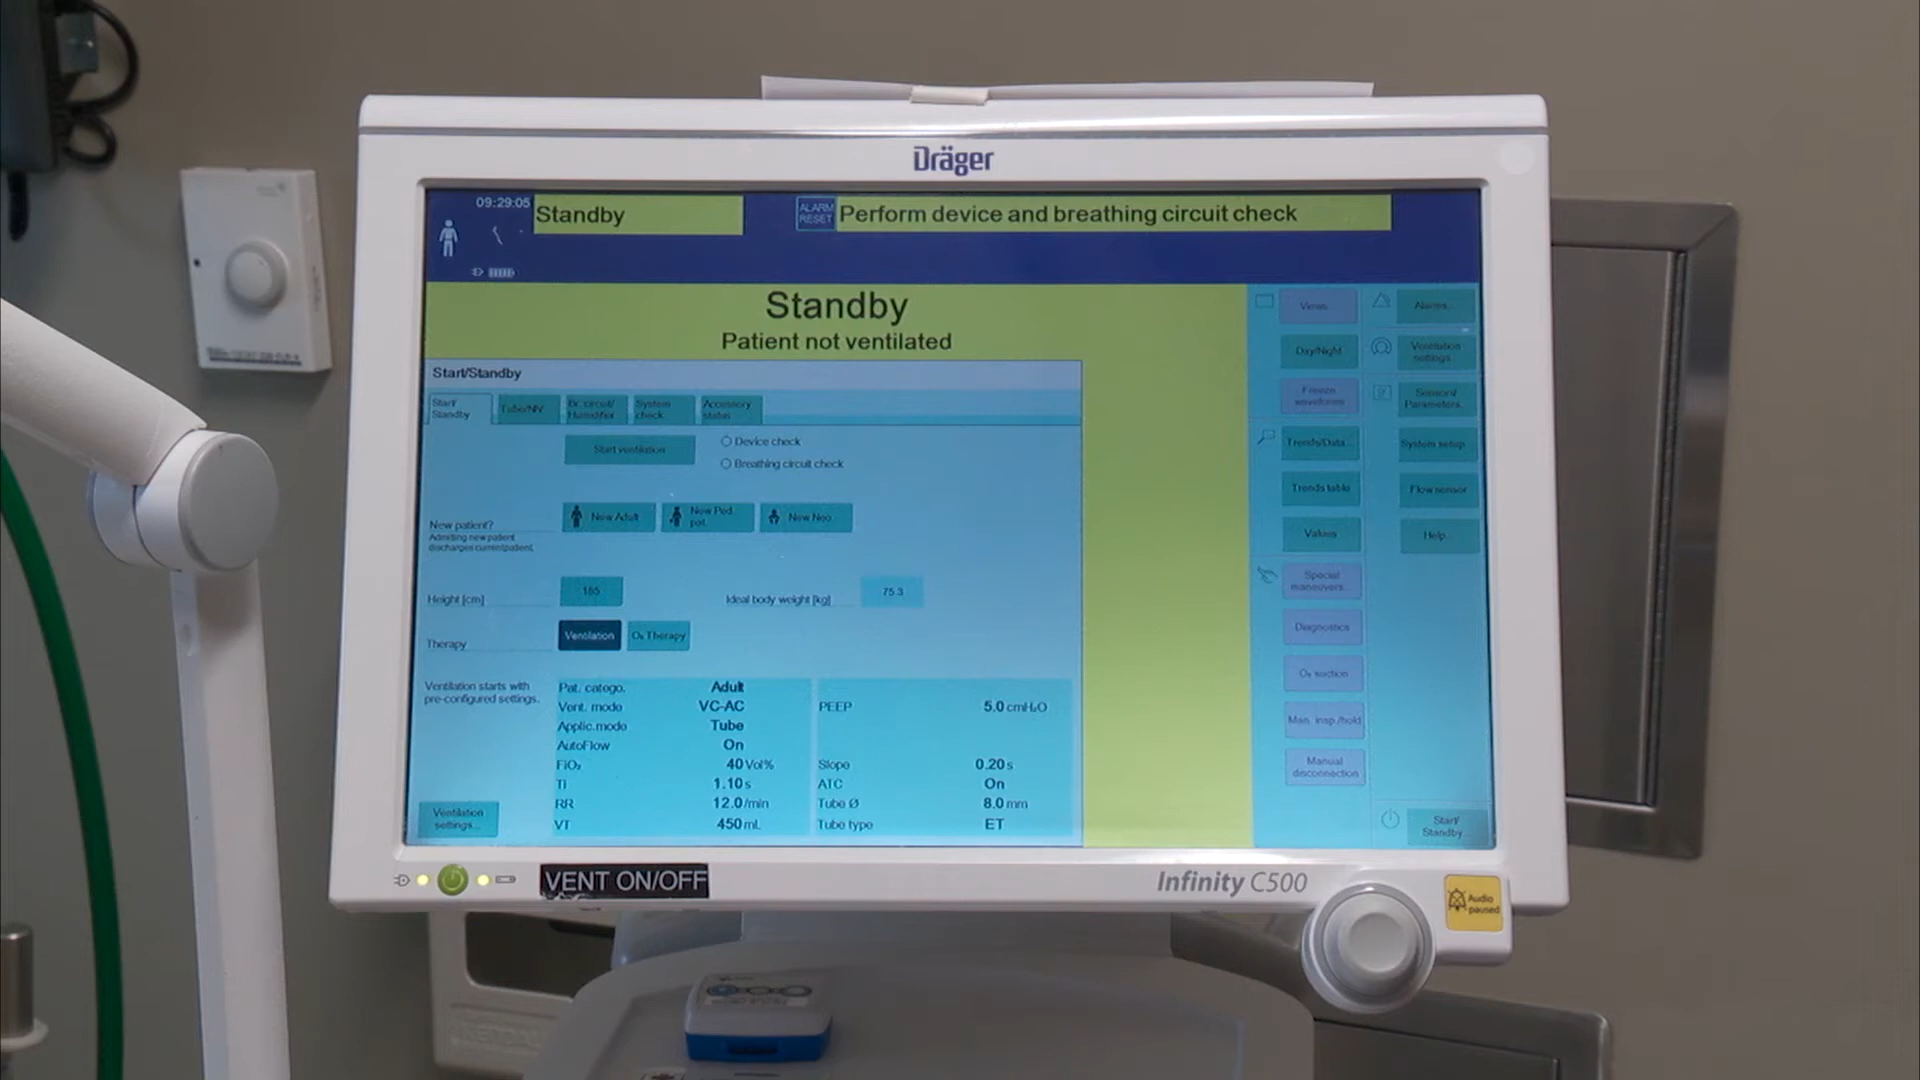 Dräger
09:29:05
Standby
ALARM RESET
Perform device and breathing circuit check
Standby
Patient not ventilated
Start/Standby
Start/ Standby
Tube/NIV
Br. circuit/ Humidifier
System check
Accessory status
Start ventilation
Device check
Breathing circuit check
New patient?
Admitting new patient
discharges current patient.
New Adult
New Ped. pat.
New Neo.
Height [cm]
Ideal body weight [kg]
75.3
Therapy
Ventilation
O₂ Therapy
Ventilation starts with
pre-configured settings.
Pat. catego. Adult
Vent. mode VC-AC
Applic.mode Tube
AutoFlow On
FiO₂ 40 Vol%
Ti 1.10 s
RR 12.0 /min
VT 450 mL
PEEP 5.0 cmH₂O
Slope 0.20 s
ATC On
Tube Ø 8.0 mm
Tube type ET
Ventilation settings...
Views...
Day/Night
Freeze waveforms
Trends/Data...
Trends table
Values
Special maneuvers...
Diagnostics
O₂ suction
Man. insp./hold
Manual disconnection
Alarms...
Ventilation settings...
Sensors/ Parameters...
System setup...
Flow sensor
Help...
Start/ Standby...
VENT ON/OFF
Infinity C500
Audio paused